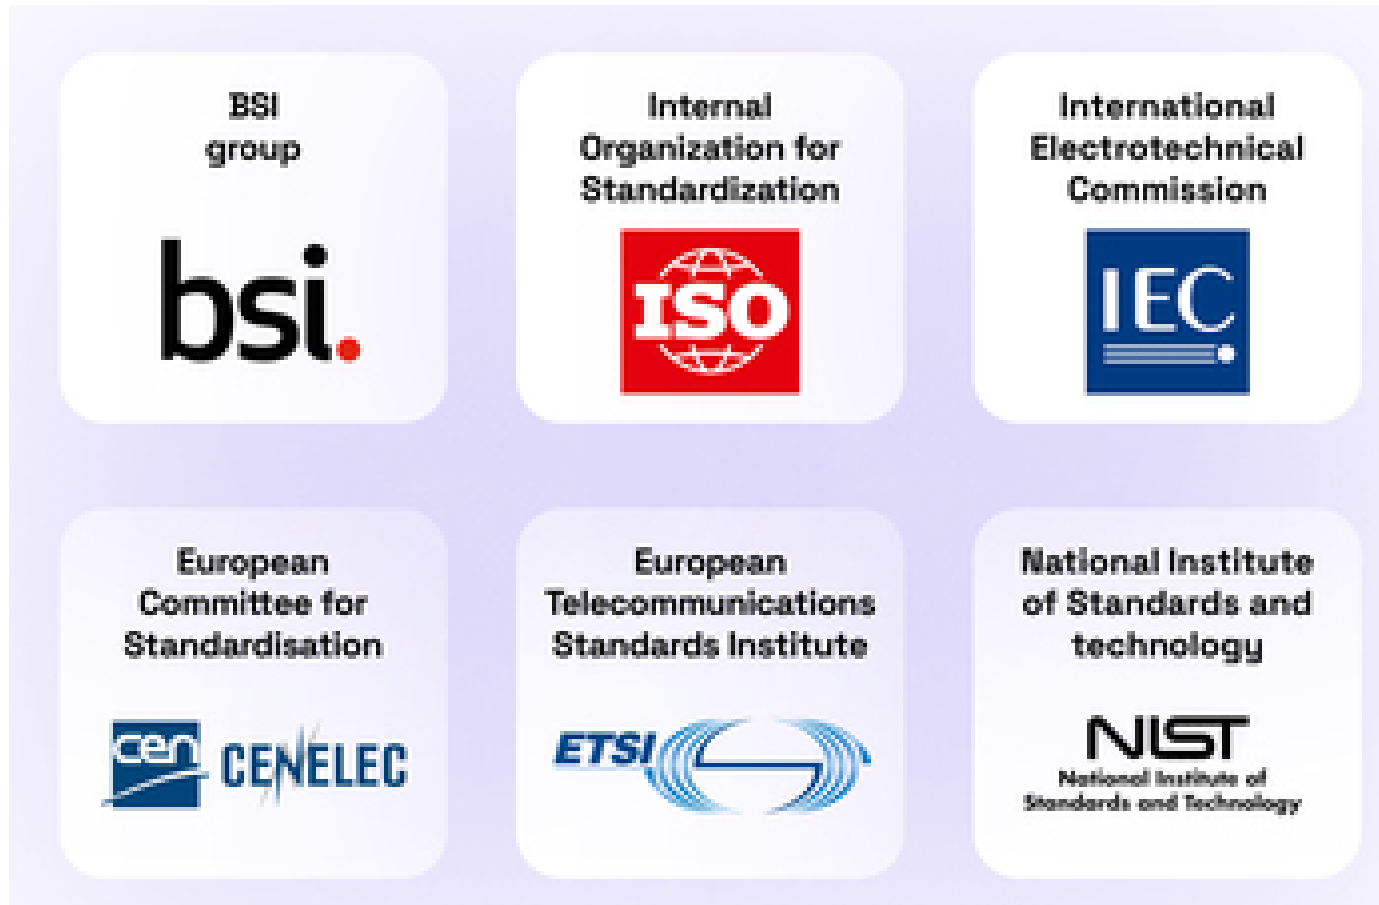 BSI
group
bsi.
Internal
Organization for
Standardization
ISO
International
Electrotechnical
Commission
IEC
European
Committee for
Standardisation
cen CENELEC
European
Telecommunications
Standards Institute
ETSI
National Institute
of Standards and
technology
NIST
National Institute of
Standards and Technology